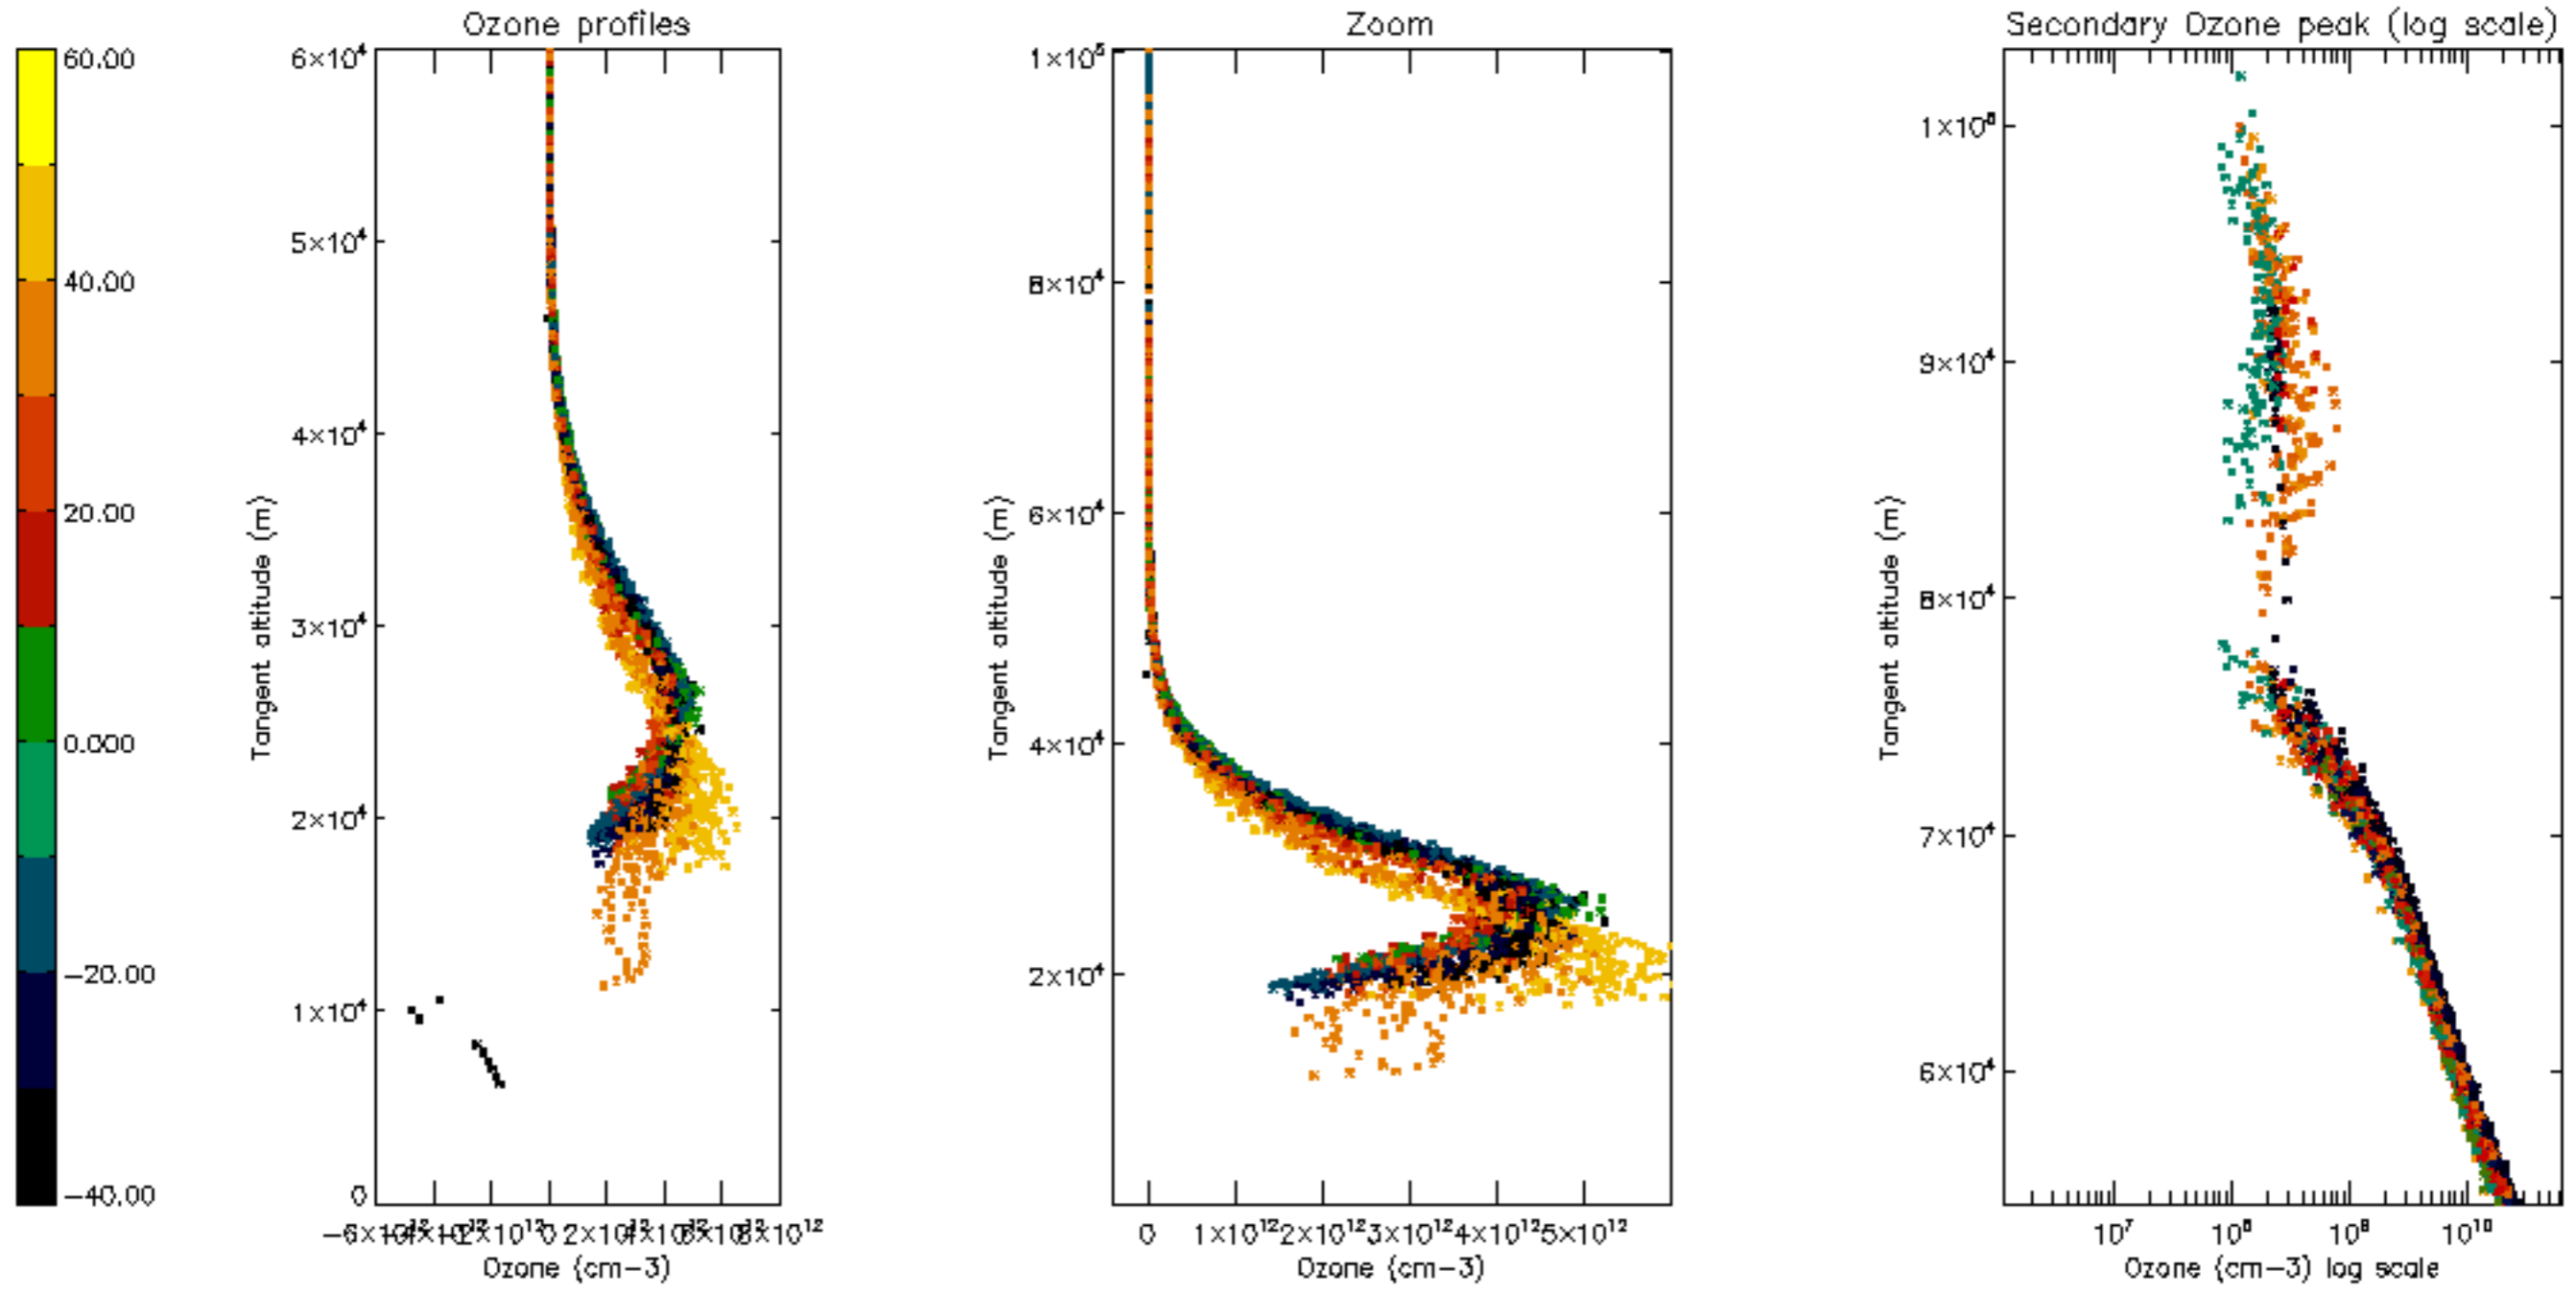 Ozone profiles
Zoom
Secondary Ozone peak (log scale)
60.00
40.00
20.00
0.000
−20.00
−40.00
Tangent altitude (m)
6×10⁴
5×10⁴
4×10⁴
3×10⁴
2×10⁴
1×10⁴
0
0
8×10¹²
Ozone (cm−3)
Tangent altitude (m)
1×10⁵
8×10⁴
6×10⁴
4×10⁴
2×10⁴
0 1×10¹² 2×10¹² 3×10¹² 4×10¹² 5×10¹²
Ozone (cm−3)
Tangent altitude (m)
1×10⁵
9×10⁴
8×10⁴
7×10⁴
6×10⁴
10⁷ 10⁸ 10⁹ 10¹⁰
Ozone (cm−3) log scale